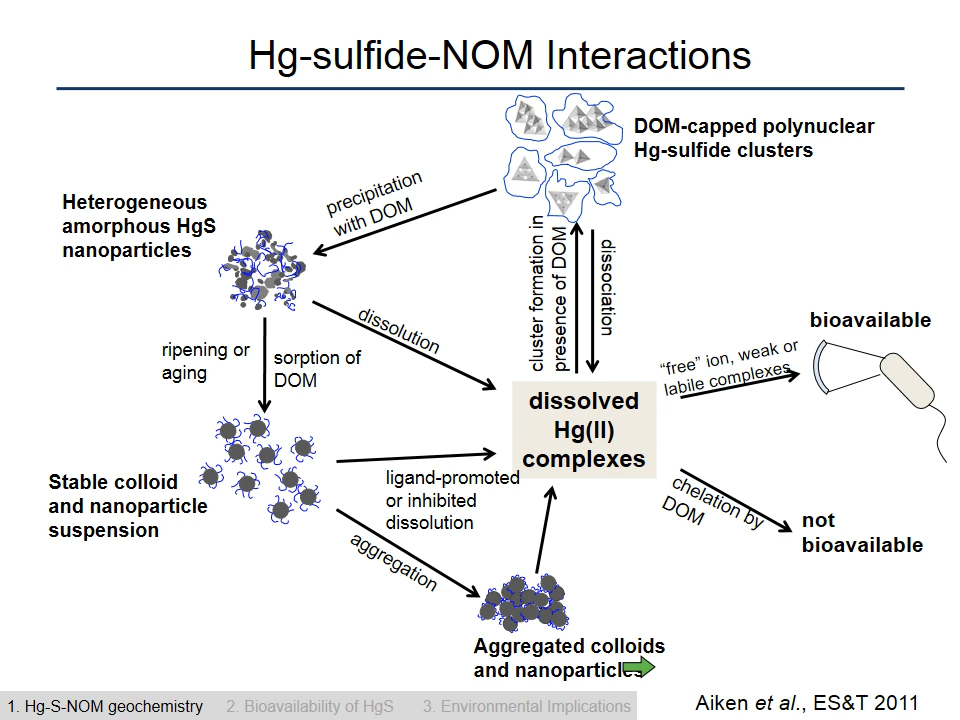 Hg-sulfide-NOM Interactions
DOM-capped polynuclear
Hg-sulfide clusters
precipitation
with DOM
Heterogeneous
amorphous HgS
nanoparticles
cluster formation in
presence of DOM
dissociation
dissolution
bioavailable
ripening or
aging
sorption of
DOM
"free" ion, weak or
labile complexes
dissolved
Hg(II)
complexes
Stable colloid
and nanoparticle
suspension
ligand-promoted
or inhibited
dissolution
chelation by
DOM
not
bioavailable
aggregation
Aggregated colloids
and nanoparticles
1. Hg-S-NOM geochemistry 2. Bioavailability of HgS 3. Environmental Implications
Aiken et al., ES&T 2011